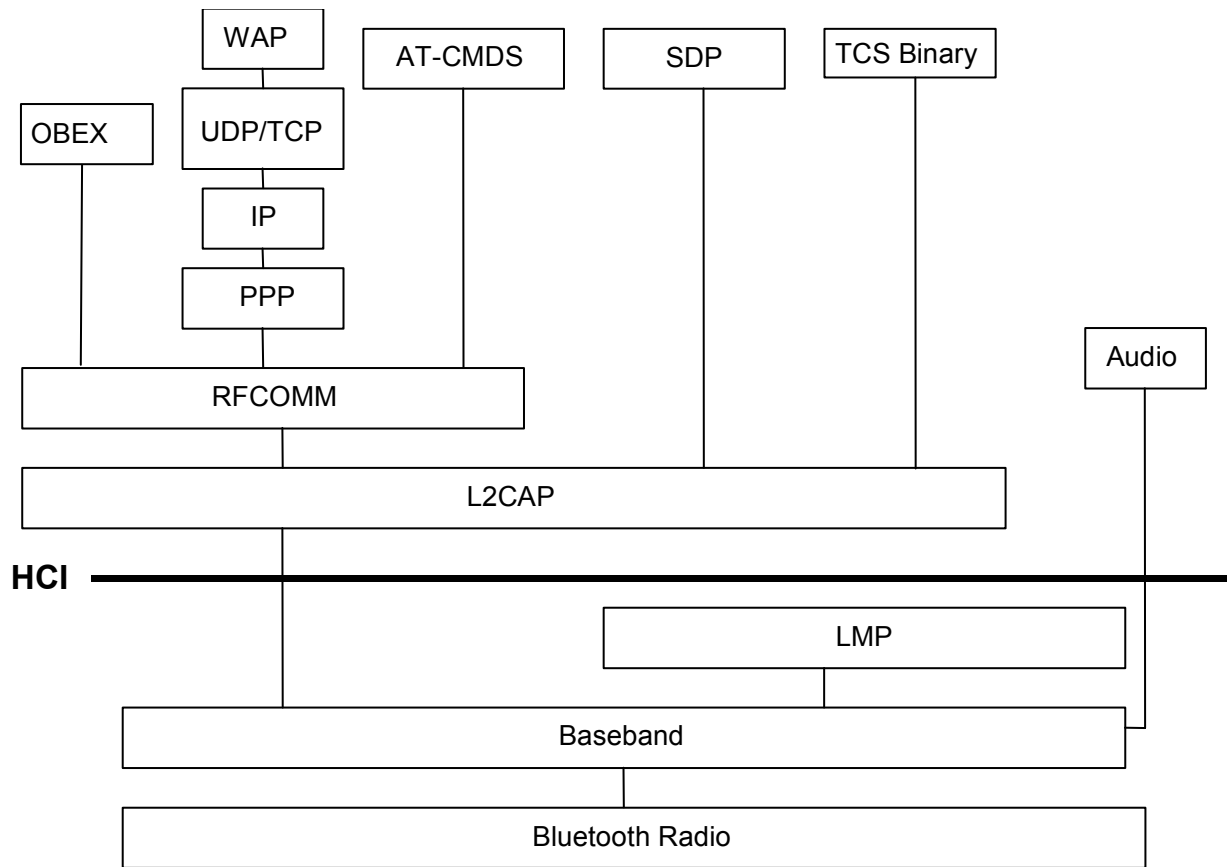 WAP
AT-CMDS
SDP
TCS Binary
OBEX
UDP/TCP
IP
PPP
Audio
RFCOMM
L2CAP
HCI
LMP
Baseband
Bluetooth Radio